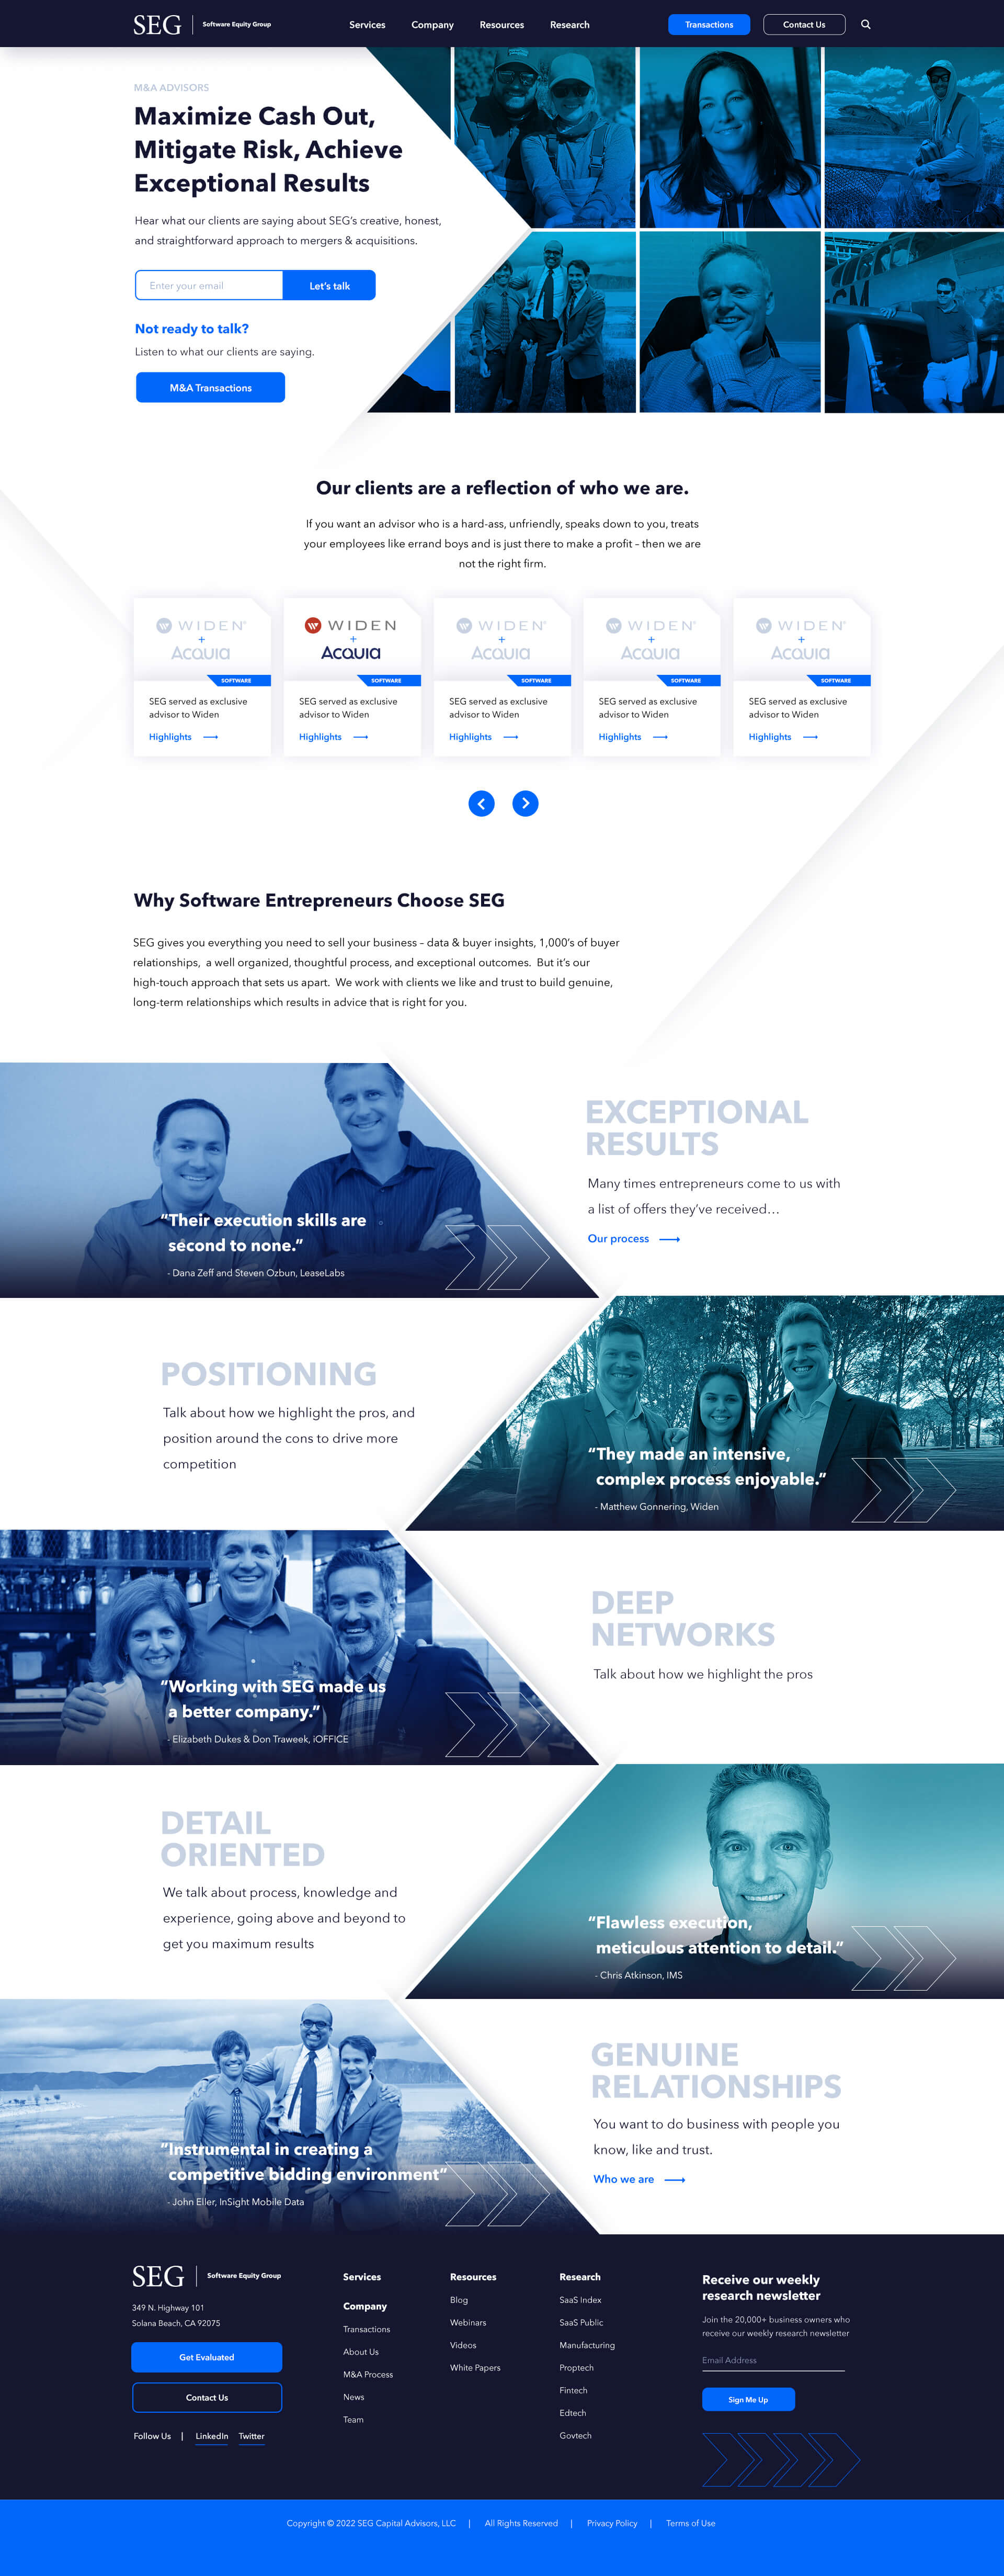 SEG Software Equity Group
Services Company Resources Research
Transactions Contact Us
M&A ADVISORS
Maximize Cash Out,
Mitigate Risk, Achieve
Exceptional Results
Hear what our clients are saying about SEG's creative, honest,
and straightforward approach to mergers & acquisitions.
Enter your email Let's talk
Not ready to talk?
Listen to what our clients are saying.
M&A Transactions
Our clients are a reflection of who we are.
If you want an advisor who is a hard-ass, unfriendly, speaks down to you, treats
your employees like errand boys and is just there to make a profit – then we are
not the right firm.
WIDEN WIDEN WIDEN WIDEN WIDEN
+ + + + +
Acquia Acquia Acquia Acquia Acquia
SOFTWARE SOFTWARE SOFTWARE SOFTWARE SOFTWARE
SEG served as exclusive SEG served as exclusive SEG served as exclusive SEG served as exclusive SEG served as exclusive
advisor to Widen advisor to Widen advisor to Widen advisor to Widen advisor to Widen
Highlights Highlights Highlights Highlights Highlights
Why Software Entrepreneurs Choose SEG
SEG gives you everything you need to sell your business – data & buyer insights, 1,000's of buyer
relationships, a well organized, thoughtful process, and exceptional outcomes. But it's our
high-touch approach that sets us apart. We work with clients we like and trust to build genuine,
long-term relationships which results in advice that is right for you.
"Their execution skills are
second to none."
- Dana Zeff and Steven Ozbun, LeaseLabs
EXCEPTIONAL
RESULTS
Many times entrepreneurs come to us with
a list of offers they've received...
Our process
POSITIONING
Talk about how we highlight the pros, and
position around the cons to drive more
competition
"They made an intensive,
complex process enjoyable."
- Matthew Gonnering, Widen
"Working with SEG made us
a better company."
- Elizabeth Dukes & Don Traweek, iOFFICE
DEEP
NETWORKS
Talk about how we highlight the pros
DETAIL
ORIENTED
We talk about process, knowledge and
experience, going above and beyond to
get you maximum results
"Flawless execution,
meticulous attention to detail."
- Chris Atkinson, IMS
"Instrumental in creating a
competitive bidding environment"
- John Eller, InSight Mobile Data
GENUINE
RELATIONSHIPS
You want to do business with people you
know, like and trust.
Who we are
SEG Software Equity Group
349 N. Highway 101
Solana Beach, CA 92075
Get Evaluated
Contact Us
Follow Us | LinkedIn Twitter
Services
Company
Transactions
About Us
M&A Process
News
Team
Resources
Blog
Webinars
Videos
White Papers
Research
SaaS Index
SaaS Public
Manufacturing
Proptech
Fintech
Edtech
Govtech
Receive our weekly
research newsletter
Join the 20,000+ business owners who
receive our weekly research newsletter
Email Address
Sign Me Up
Copyright © 2022 SEG Capital Advisors, LLC | All Rights Reserved | Privacy Policy | Terms of Use